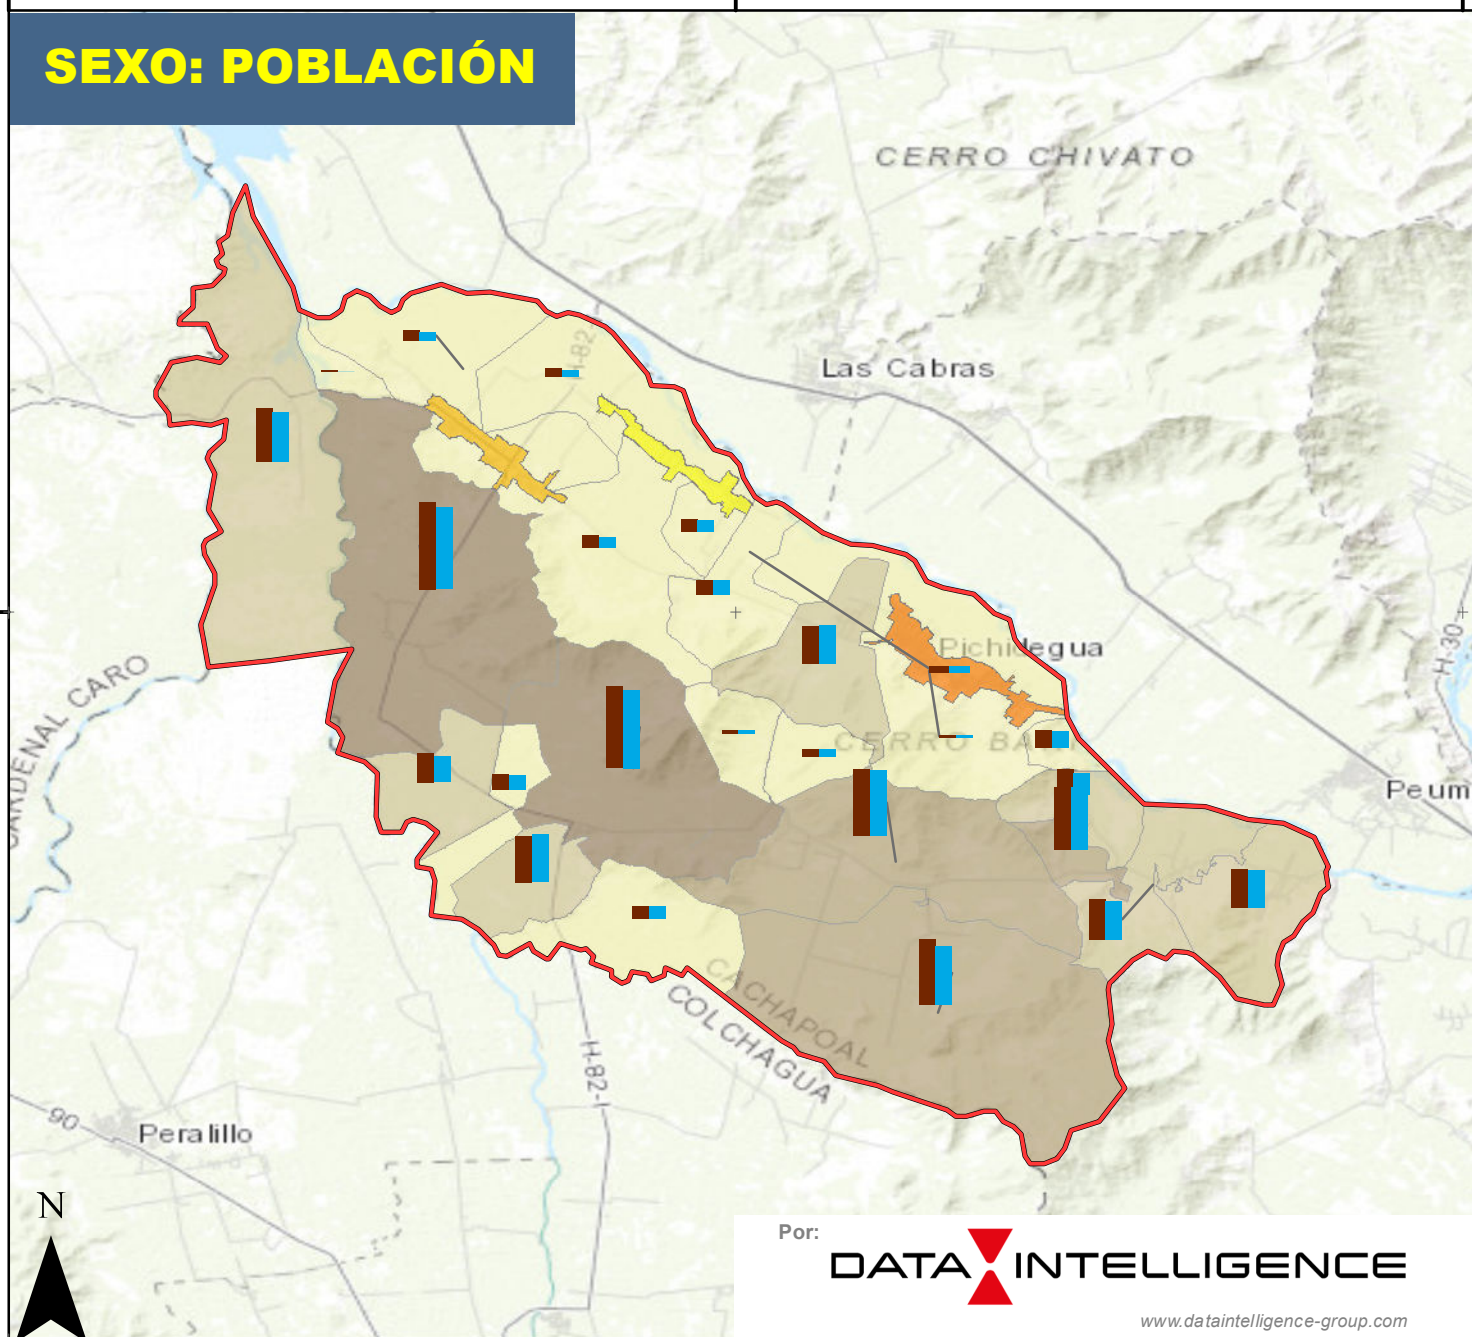 SEXO: POBLACIÓN
CERRO CHIVATO
H-82-
Las Cabras
Pichidegua
H-30
CARDENAL CARO
CERRO BA
Peum
CACHAPOAL
COLCHAGUA
H-82-I
90
Peralillo
N
Por:
DATA INTELLIGENCE
www.dataintelligence-group.com